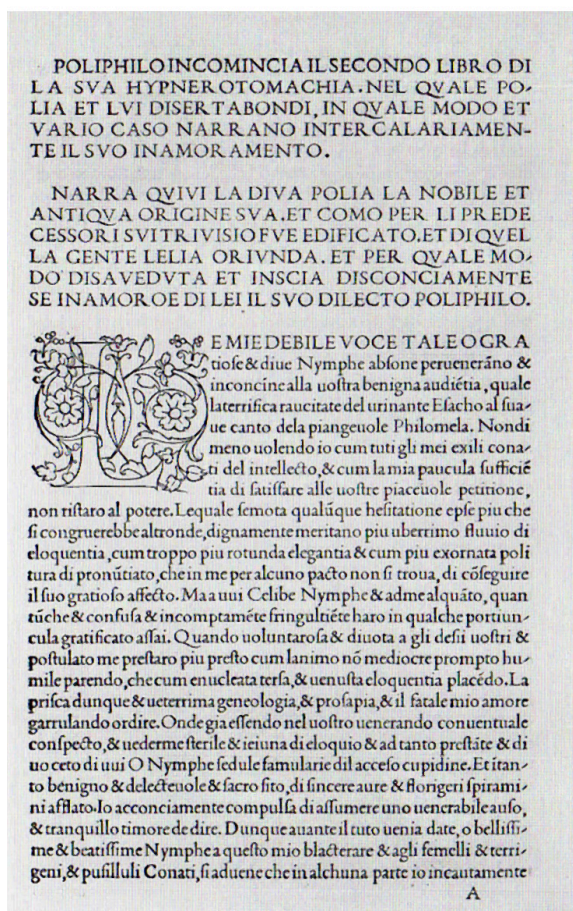 POLIPHILO INCOMINCIA IL SECONDO LIBRO DI
LA SVA HYPNEROTOMACHIA. NEL QVALE PO-
LIA ET LVI DISERTABONDI, IN QVALE MODO ET
VARIO CASO NARRANO INTERCALARIAMEN-
TE IL SVO INAMORAMENTO.
NARRA QVIVI LA DIVA POLIA LA NOBILE ET
ANTIQVA ORIGINE SVA. ET COMO PER LI PREDE
CESSORI SVI TRIVISIO FVE EDIFICATO. ET DI QVEL
LA GENTE LELIA ORIVNDA. ET PER QVALE MO-
DO DISAVEDVTA ET INSCIA DISCONCIAMENTE
SE INAMOROE DI LEI IL SVO DILECTO POLIPHILO.
LE MIE DEBILE VOCE TALE O GRA
tiose & diue Nymphe absone peruenerãno &
inconcine alla uostra benigna audiẽtia, quale
la terrifica raucitate del urinante Esacho al sua-
ue canto dela piangeuole Philomela. Nondi
meno uolendo io cum tuti gli mei exili cona-
ti del intellecto, & cum la mia paucula sufficiẽ
tia di satisfare alle uostre piaceuole petitione,
non ristaro al potere. Lequale semota qualũque hesitatione epse piu che
si congruerebbe altronde, dignamente meritano piu uberrimo fluuio di
eloquentia, cum troppo piu rotunda elegantia & cum piu exornata poli
tura di pronũtiato, che in me per alcuno pacto non si troua, di cõseguire
il suo gratioso affecto. Ma a uui Celibe Nymphe & adme alquãto, quan
tũche & confusa & incomptamẽte fringultiẽte haro in qualche portiun-
cula gratificato assai. Quando uoluntarosa & diuota a gli desii uostri &
postulato me prestaro piu presto cum lanimo nõ mediocre prompto hu-
mile parendo, che cum enucleata tersa, & uenusta eloquentia placẽdo. La
prisca dunque & ueterrima geneologia, & prosapia, & il fatale mio amore
garrulando ordire. Onde gia essendo nel uostro uenerando conuentuale
conspecto, & uederme sterile & ieiuna di eloquio & ad tanto prestãte & di
uo ceto di uui O Nymphe sedule famularie dil acceso cupidine. Et itan-
to benigno & delecteuole & sacro sito, di sincere aure & florigeri spirami-
ni afflato. Io acconciamente compulsa di assumere uno uenerabile auso,
& tranquillo timore de dire. Dunque auante il tuto uenia date, o bellissi-
me & beatissime Nymphe a questo mio blacterare & agli femelli & terri-
geni, & pusilluli Conati, si aduene che in alchuna parte io incautamente
A